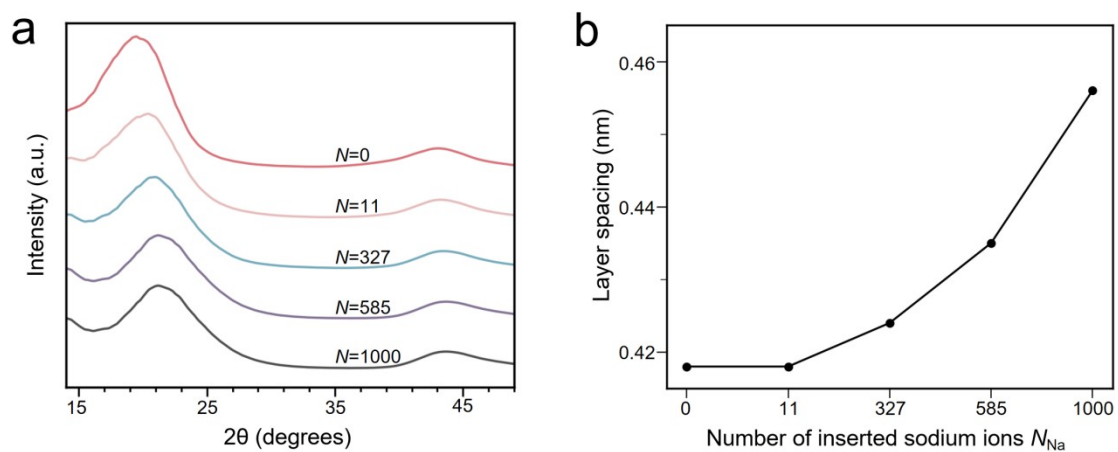 a
Intensity (a.u.)
N=0
N=11
N=327
N=585
N=1000
15
25
35
45
2θ (degrees)
b
Layer spacing (nm)
0.46
0.44
0.42
0
11
327
585
1000
Number of inserted sodium ions NNa